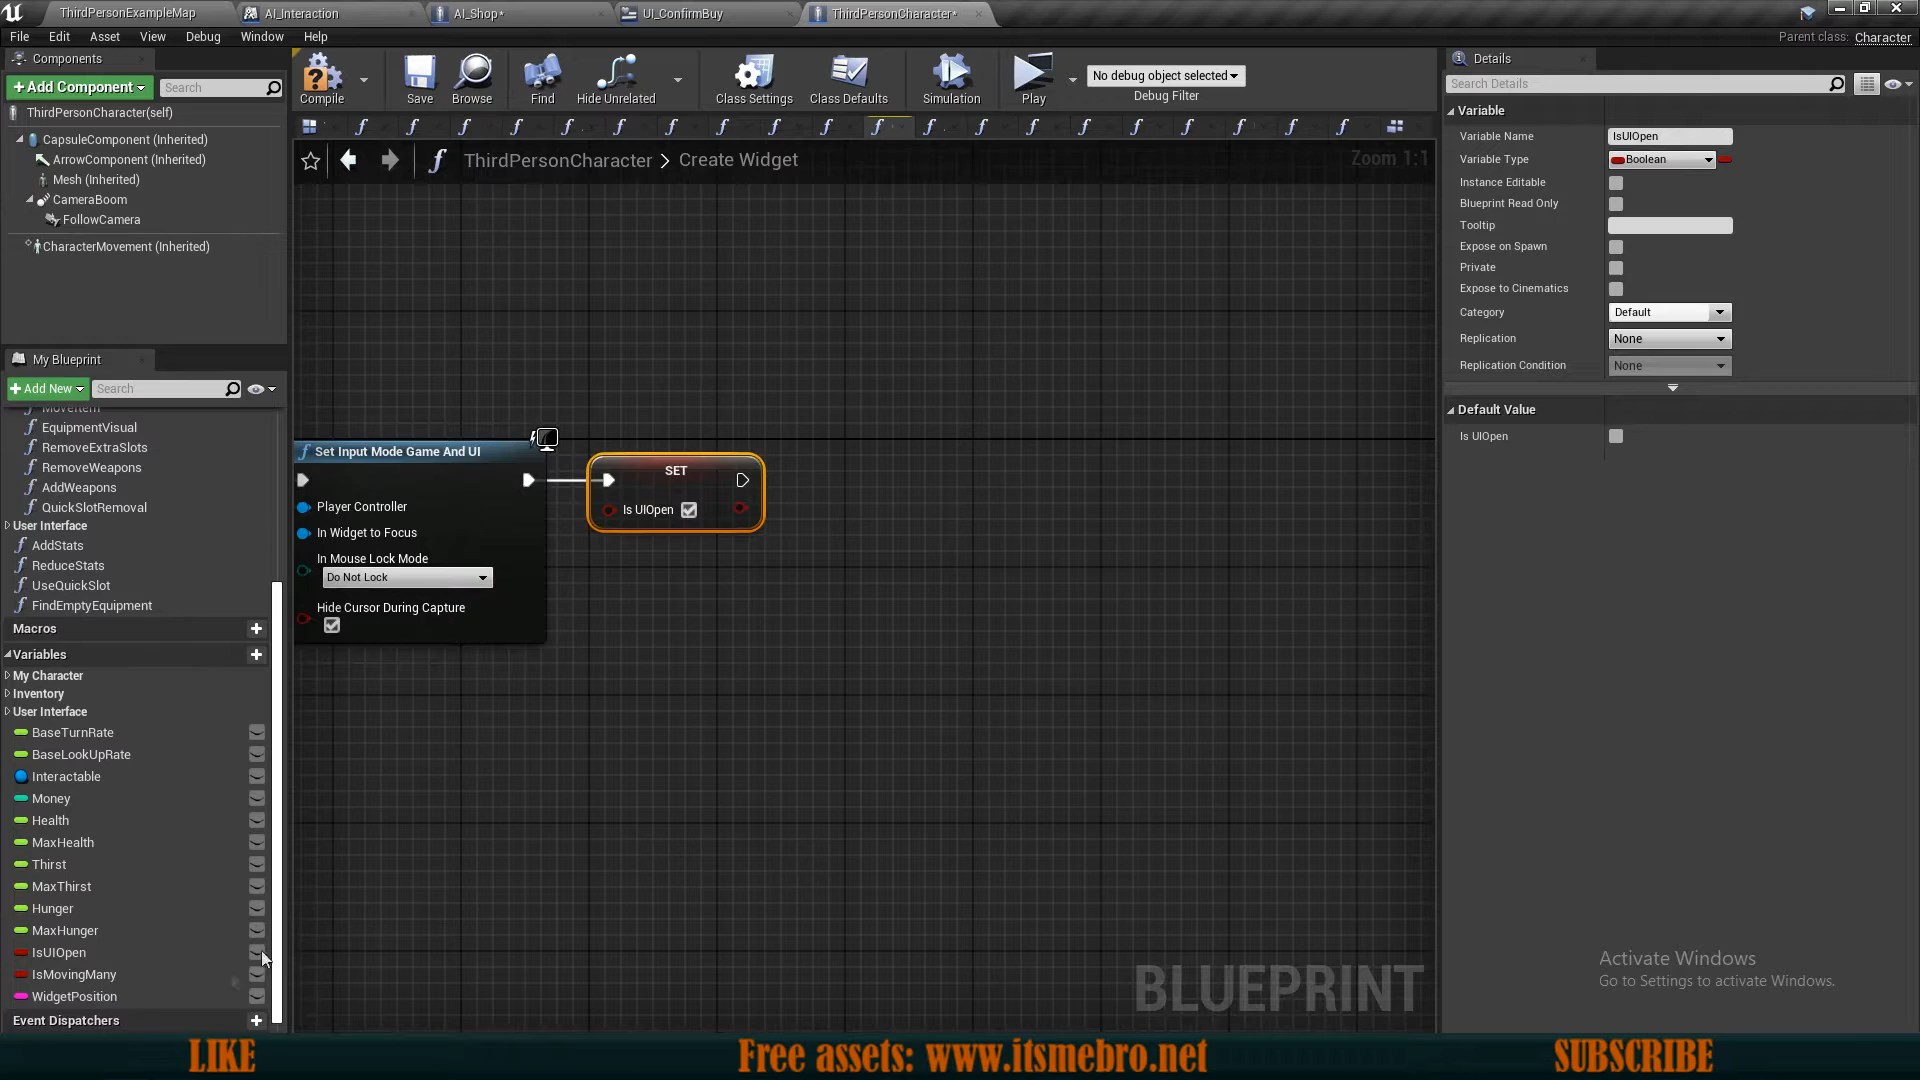 ThirdPersonExampleMap
AI_Interaction
AI_Shop*
UI_ConfirmBuy
ThirdPersonCharacter*
File Edit Asset View Debug Window Help
Parent class: Character
Components
+Add Component
Search
ThirdPersonCharacter(self)
CapsuleComponent (Inherited)
ArrowComponent (Inherited)
Mesh (Inherited)
CameraBoom
FollowCamera
CharacterMovement (Inherited)
Compile
Save
Browse
Find
Hide Unrelated
Class Settings
Class Defaults
Simulation
Play
No debug object selected
Debug Filter
ThirdPersonCharacter > Create Widget
Zoom 1:1
My Blueprint
+Add New
Search
MoveItem
EquipmentVisual
RemoveExtraSlots
RemoveWeapons
AddWeapons
QuickSlotRemoval
User Interface
AddStats
ReduceStats
UseQuickSlot
FindEmptyEquipment
Macros
Variables
My Character
Inventory
User Interface
BaseTurnRate
BaseLookUpRate
Interactable
Money
Health
MaxHealth
Thirst
MaxThirst
Hunger
MaxHunger
IsUIOpen
IsMovingMany
WidgetPosition
Event Dispatchers
Set Input Mode Game And UI
Player Controller
In Widget to Focus
In Mouse Lock Mode
Do Not Lock
Hide Cursor During Capture
SET
Is UIOpen
BLUEPRINT
Details
Search Details
Variable
Variable Name IsUIOpen
Variable Type Boolean
Instance Editable
Blueprint Read Only
Tooltip
Expose on Spawn
Private
Expose to Cinematics
Category Default
Replication None
Replication Condition None
Default Value
Is UIOpen
Activate Windows
Go to Settings to activate Windows.
LIKE
Free assets: www.itsmebro.net
SUBSCRIBE